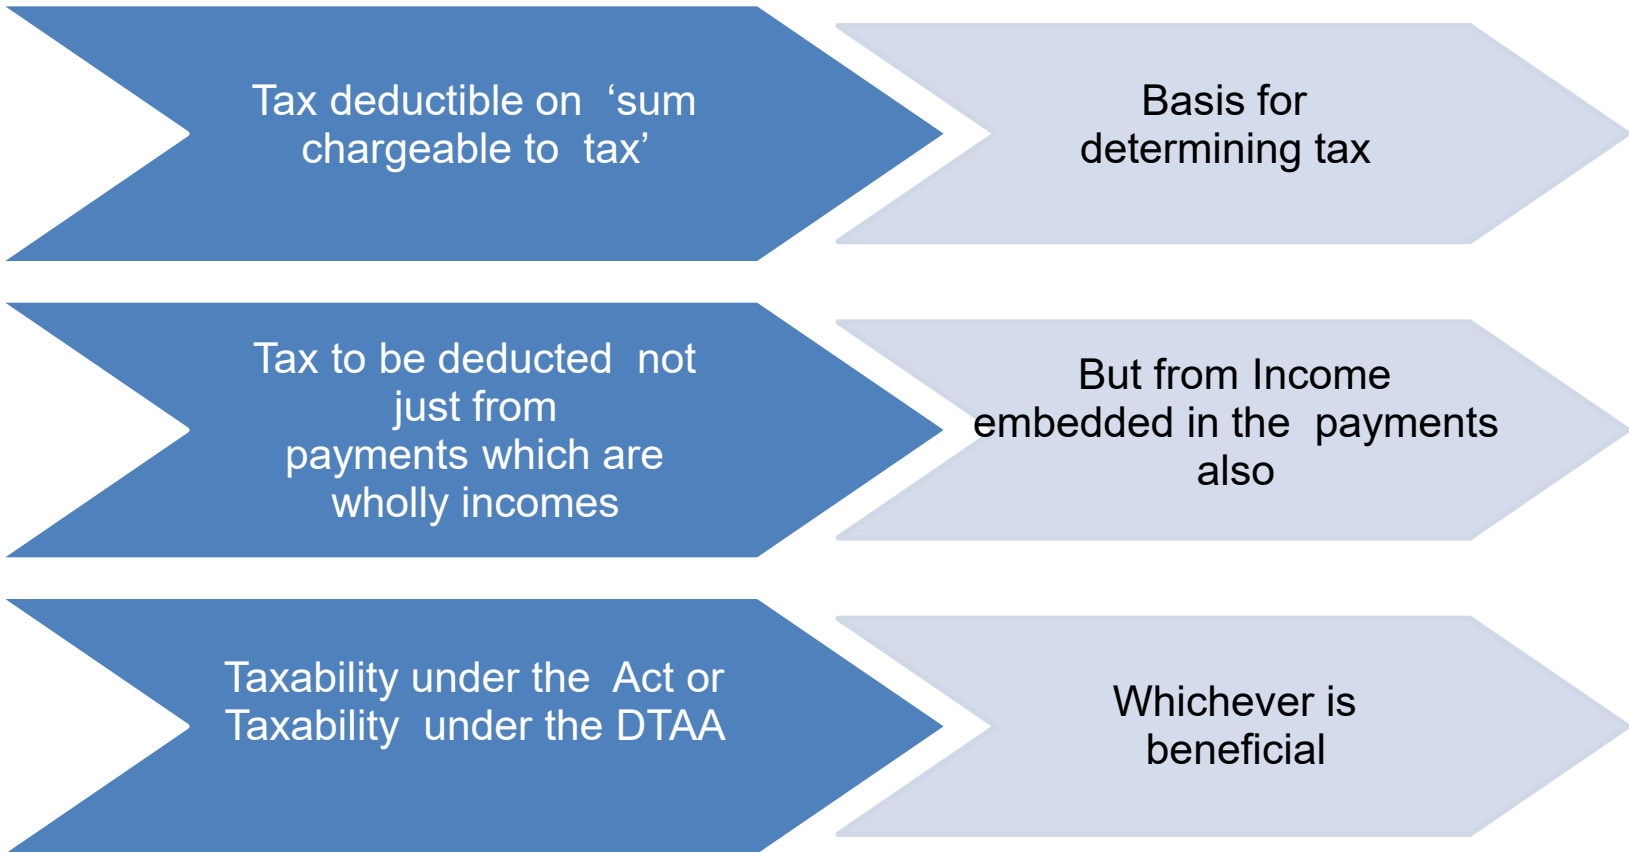 Tax deductible on ‘sum
chargeable to tax’
Basis for
determining tax
Tax to be deducted not
just from
payments which are
wholly incomes
But from Income
embedded in the payments
also
Taxability under the Act or
Taxability under the DTAA
Whichever is
beneficial